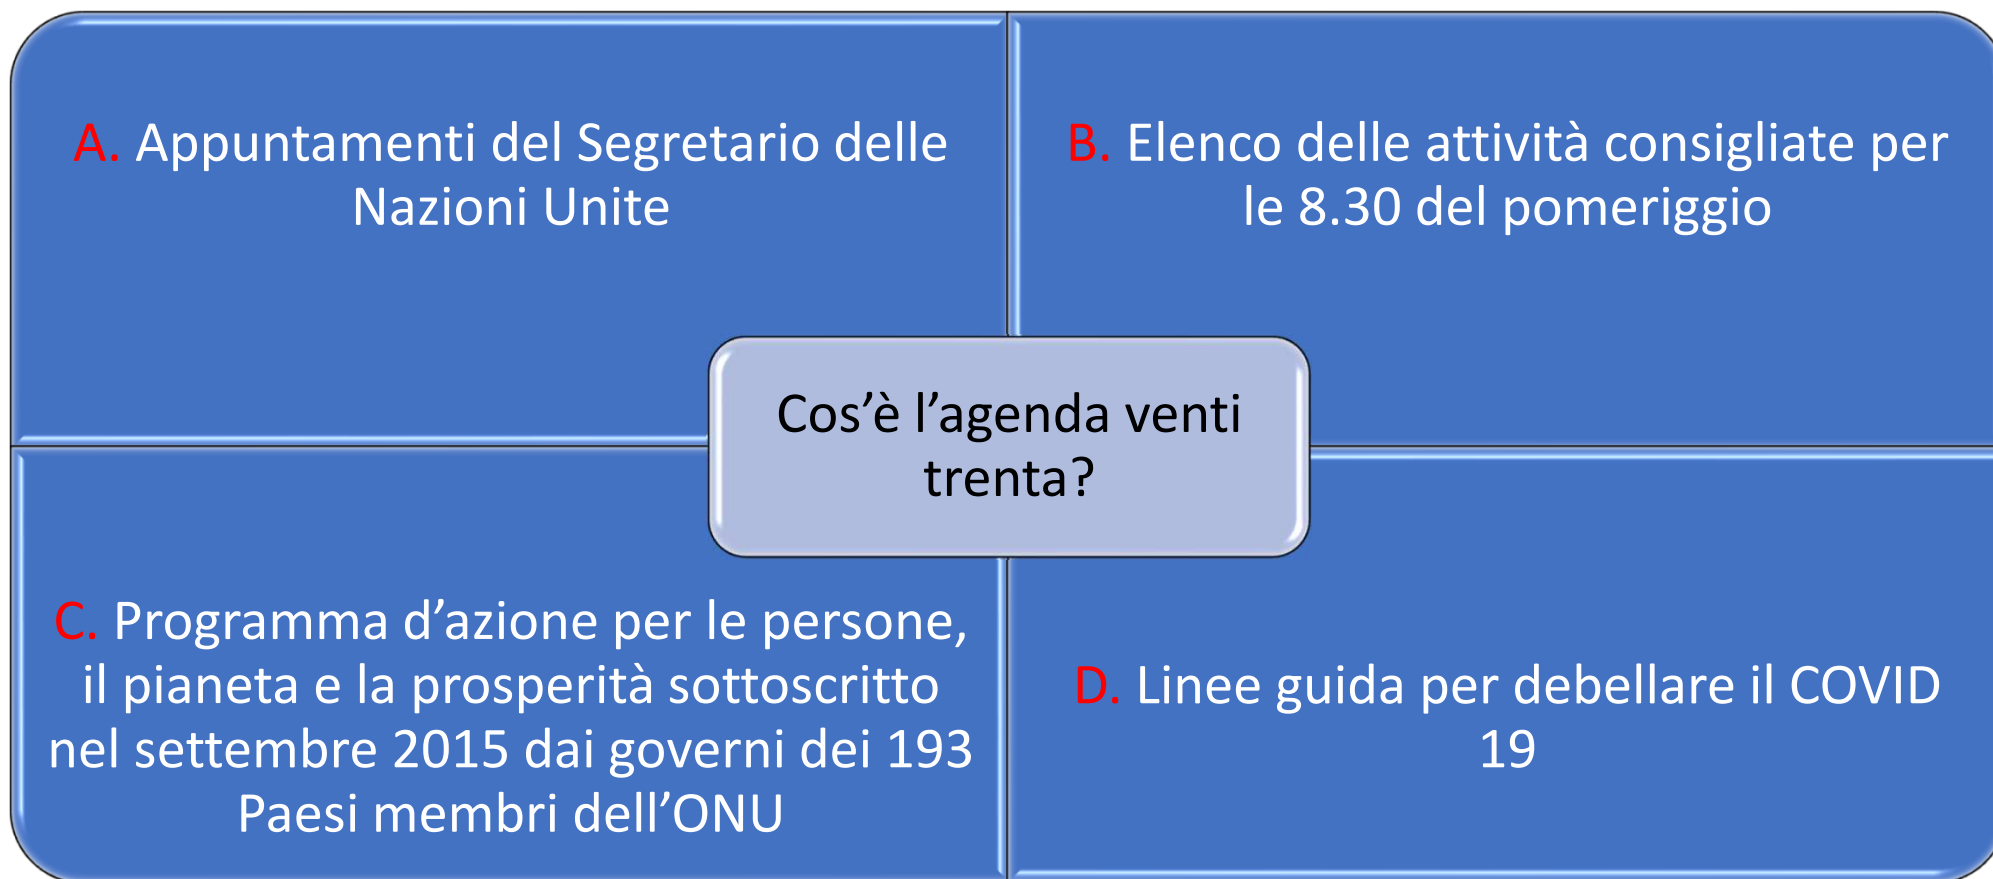 A. Appuntamenti del Segretario delle
Nazioni Unite
B. Elenco delle attività consigliate per
le 8.30 del pomeriggio
Cos’è l’agenda venti
trenta?
C. Programma d’azione per le persone,
il pianeta e la prosperità sottoscritto
nel settembre 2015 dai governi dei 193
Paesi membri dell’ONU
D. Linee guida per debellare il COVID
19